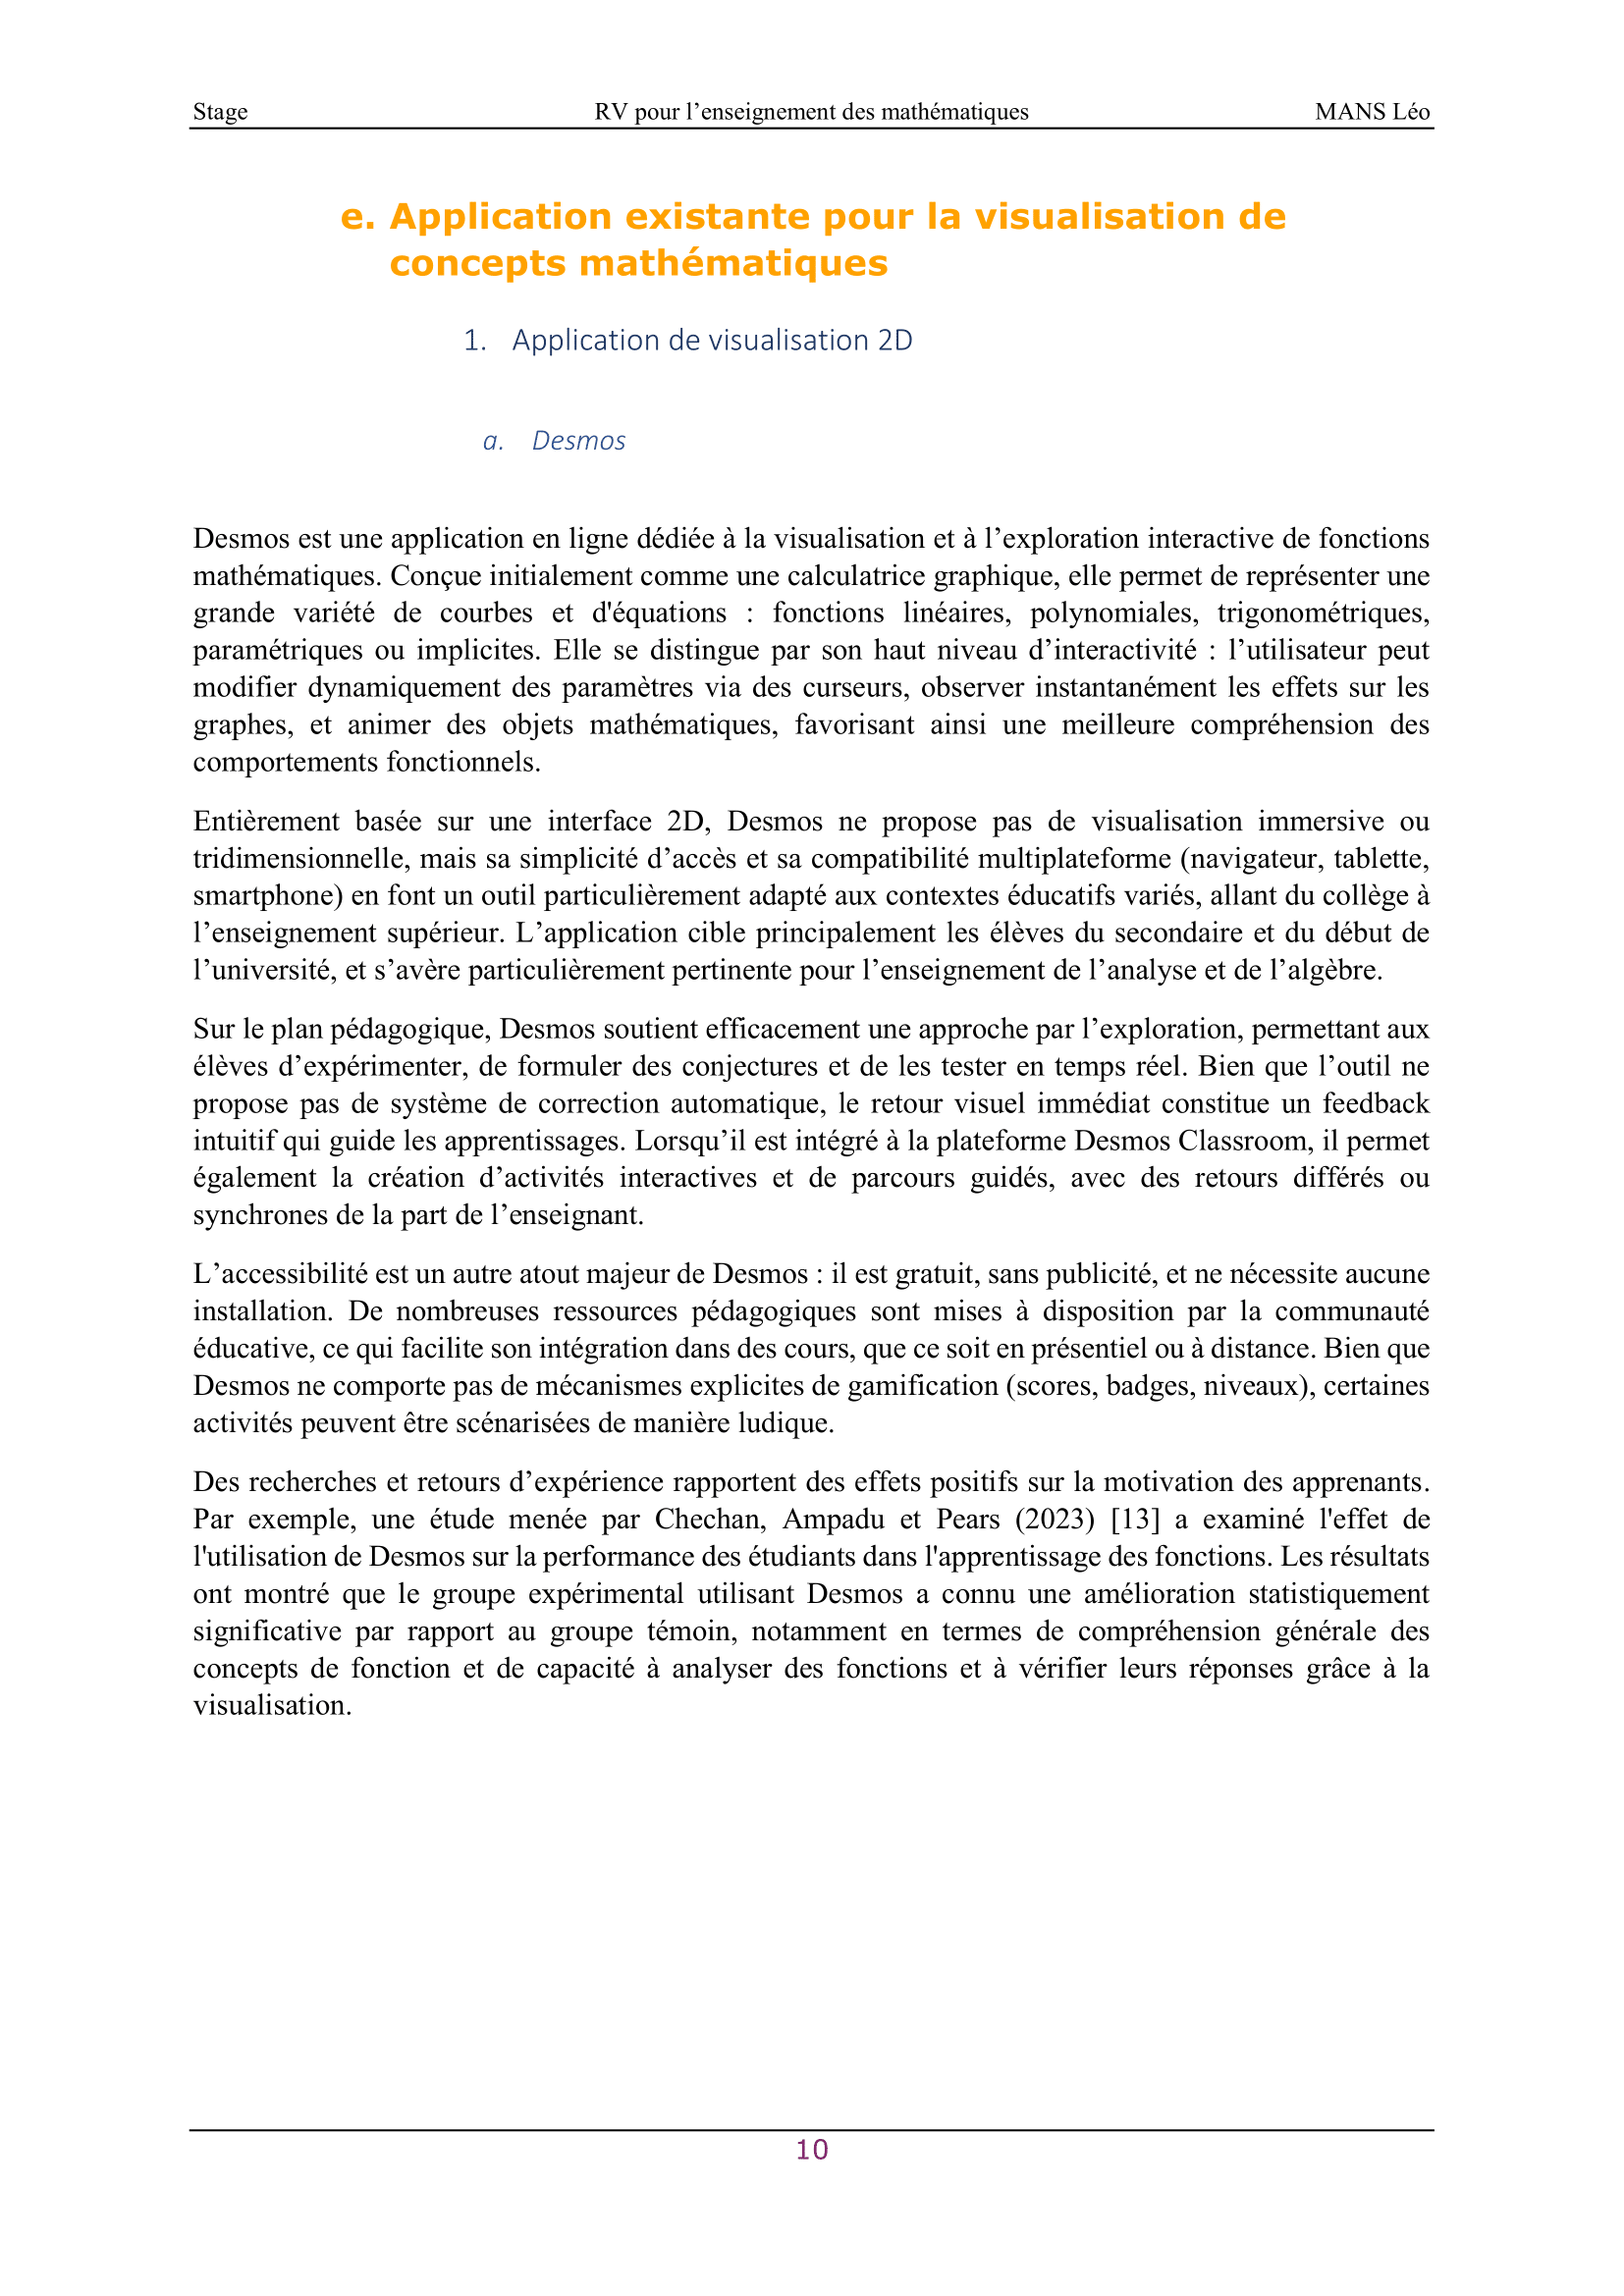 Stage RV pour l’enseignement des mathématiques MANS Léo
e. Application existante pour la visualisation de
concepts mathématiques
1. Application de visualisation 2D
a. Desmos
Desmos est une application en ligne dédiée à la visualisation et à l’exploration interactive de fonctions
mathématiques. Conçue initialement comme une calculatrice graphique, elle permet de représenter une
grande variété de courbes et d'équations : fonctions linéaires, polynomiales, trigonométriques,
paramétriques ou implicites. Elle se distingue par son haut niveau d’interactivité : l’utilisateur peut
modifier dynamiquement des paramètres via des curseurs, observer instantanément les effets sur les
graphes, et animer des objets mathématiques, favorisant ainsi une meilleure compréhension des
comportements fonctionnels.
Entièrement basée sur une interface 2D, Desmos ne propose pas de visualisation immersive ou
tridimensionnelle, mais sa simplicité d’accès et sa compatibilité multiplateforme (navigateur, tablette,
smartphone) en font un outil particulièrement adapté aux contextes éducatifs variés, allant du collège à
l’enseignement supérieur. L’application cible principalement les élèves du secondaire et du début de
l’université, et s’avère particulièrement pertinente pour l’enseignement de l’analyse et de l’algèbre.
Sur le plan pédagogique, Desmos soutient efficacement une approche par l’exploration, permettant aux
élèves d’expérimenter, de formuler des conjectures et de les tester en temps réel. Bien que l’outil ne
propose pas de système de correction automatique, le retour visuel immédiat constitue un feedback
intuitif qui guide les apprentissages. Lorsqu’il est intégré à la plateforme Desmos Classroom, il permet
également la création d’activités interactives et de parcours guidés, avec des retours différés ou
synchrones de la part de l’enseignant.
L’accessibilité est un autre atout majeur de Desmos : il est gratuit, sans publicité, et ne nécessite aucune
installation. De nombreuses ressources pédagogiques sont mises à disposition par la communauté
éducative, ce qui facilite son intégration dans des cours, que ce soit en présentiel ou à distance. Bien que
Desmos ne comporte pas de mécanismes explicites de gamification (scores, badges, niveaux), certaines
activités peuvent être scénarisées de manière ludique.
Des recherches et retours d’expérience rapportent des effets positifs sur la motivation des apprenants.
Par exemple, une étude menée par Chechan, Ampadu et Pears (2023) [13] a examiné l'effet de
l'utilisation de Desmos sur la performance des étudiants dans l'apprentissage des fonctions. Les résultats
ont montré que le groupe expérimental utilisant Desmos a connu une amélioration statistiquement
significative par rapport au groupe témoin, notamment en termes de compréhension générale des
concepts de fonction et de capacité à analyser des fonctions et à vérifier leurs réponses grâce à la
visualisation.
10